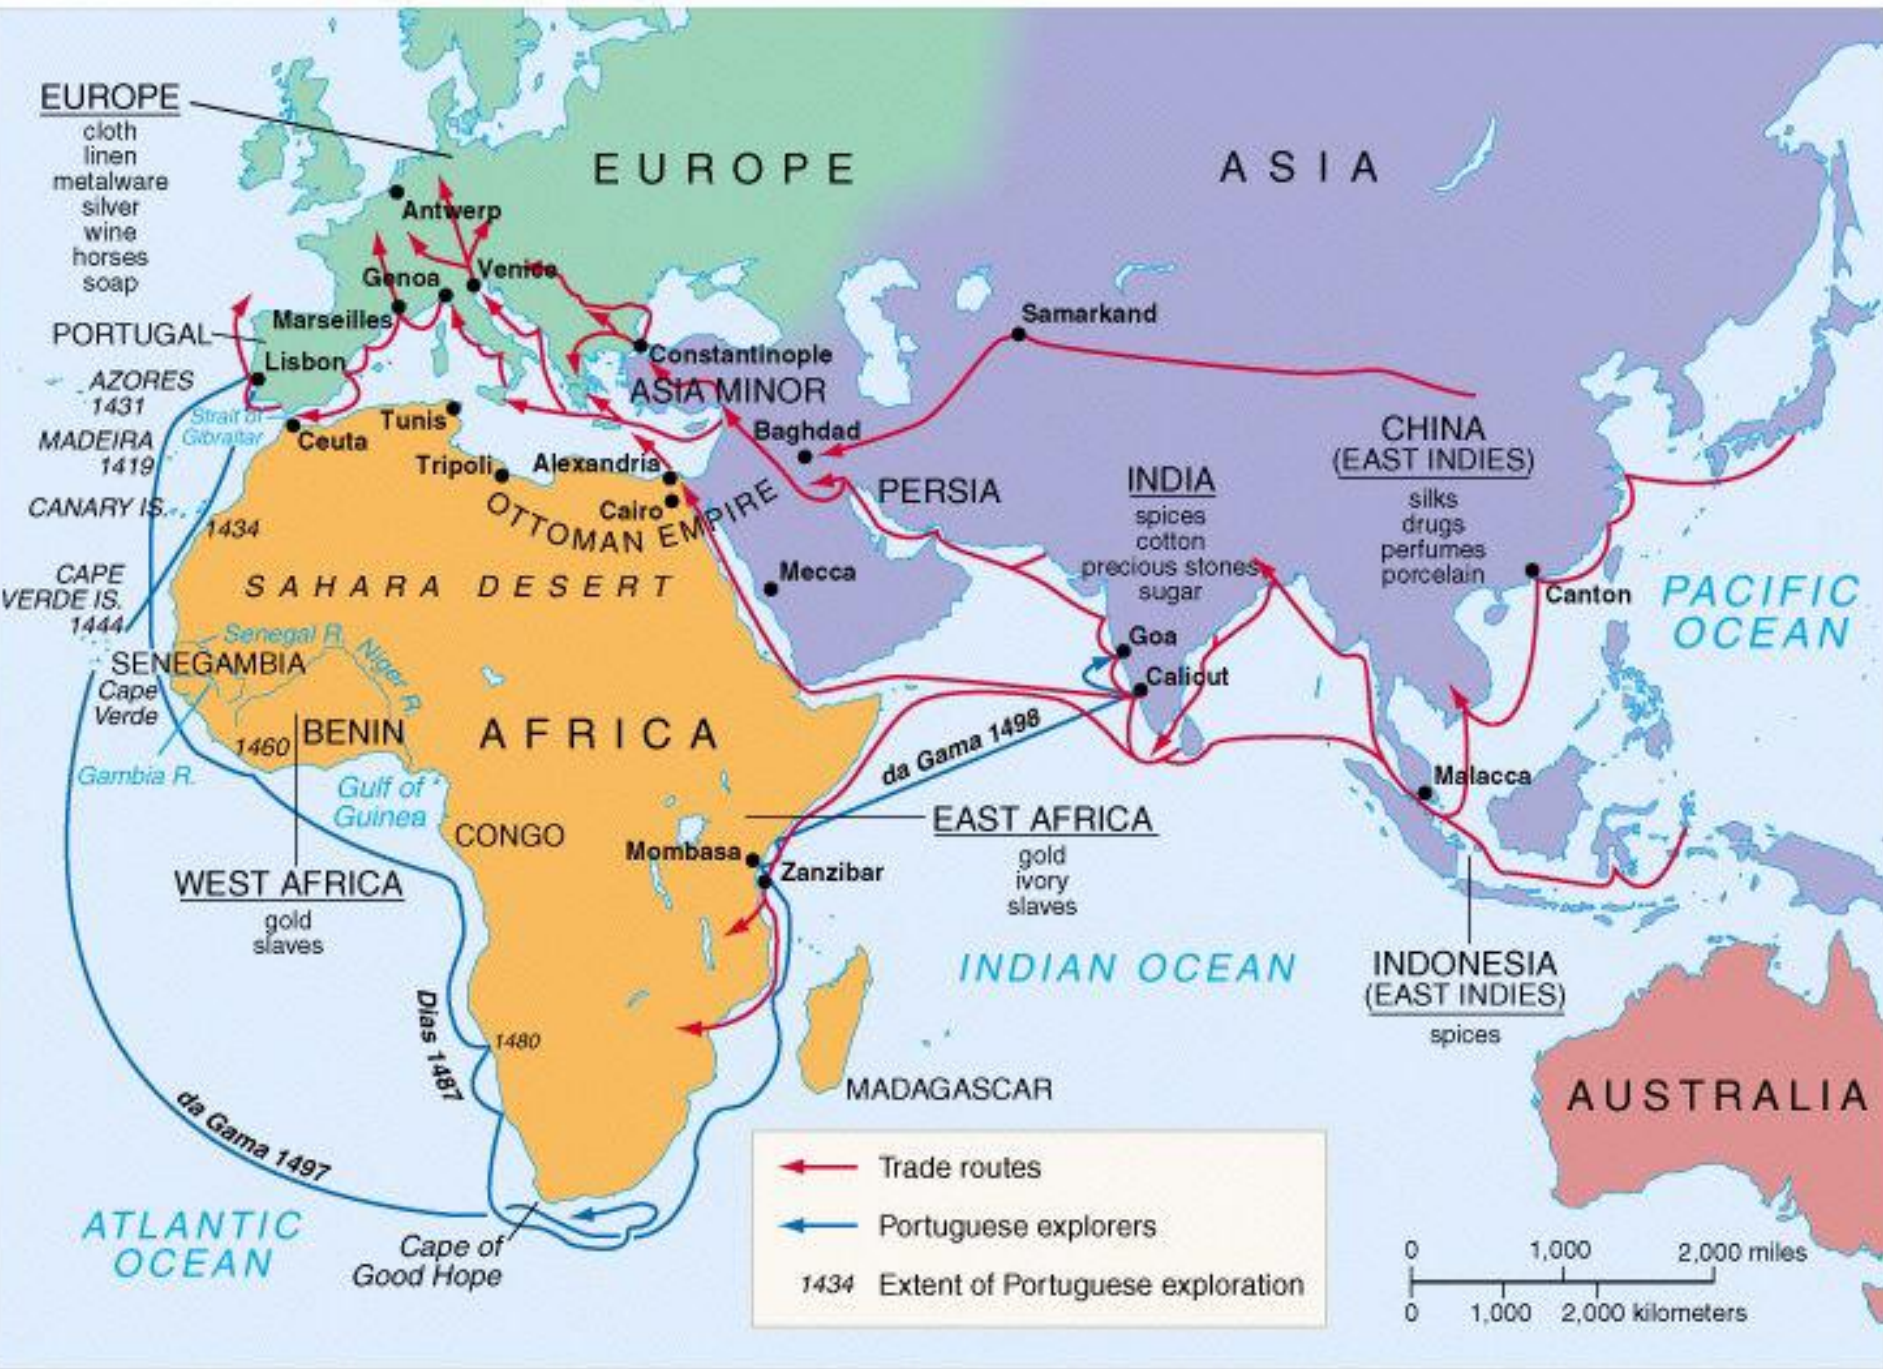 EUROPE
cloth
linen
metalware
silver
wine
horses
soap
EUROPE
ASIA
Antwerp
Genoa
Venice
Marseilles
PORTUGAL
Lisbon
Samarkand
Constantinople
ASIA MINOR
AZORES
1431
Strait of
Gibraltar
Ceuta
Tunis
Baghdad
MADEIRA
1419
Tripoli
Alexandria
CANARY IS.
Cairo
OTTOMAN EMPIRE
PERSIA
INDIA
spices
cotton
precious stones
sugar
CHINA
(EAST INDIES)
silks
drugs
perfumes
porcelain
1434
Mecca
Canton
PACIFIC
OCEAN
CAPE
VERDE IS.
1444
SAHARA DESERT
Senegal R.
Niger R.
SENEGAMBIA
Cape
Verde
Goa
Calicut
BENIN
1460
Gambia R.
AFRICA
da Gama 1498
Gulf of
Guinea
CONGO
Malacca
EAST AFRICA
gold
ivory
slaves
Mombasa
Zanzibar
WEST AFRICA
gold
slaves
INDIAN OCEAN
INDONESIA
(EAST INDIES)
spices
Dias 1487
1480
MADAGASCAR
AUSTRALIA
da Gama 1497
ATLANTIC
OCEAN
Cape of
Good Hope
Trade routes
Portuguese explorers
1434 Extent of Portuguese exploration
0 1,000 2,000 miles
0 1,000 2,000 kilometers